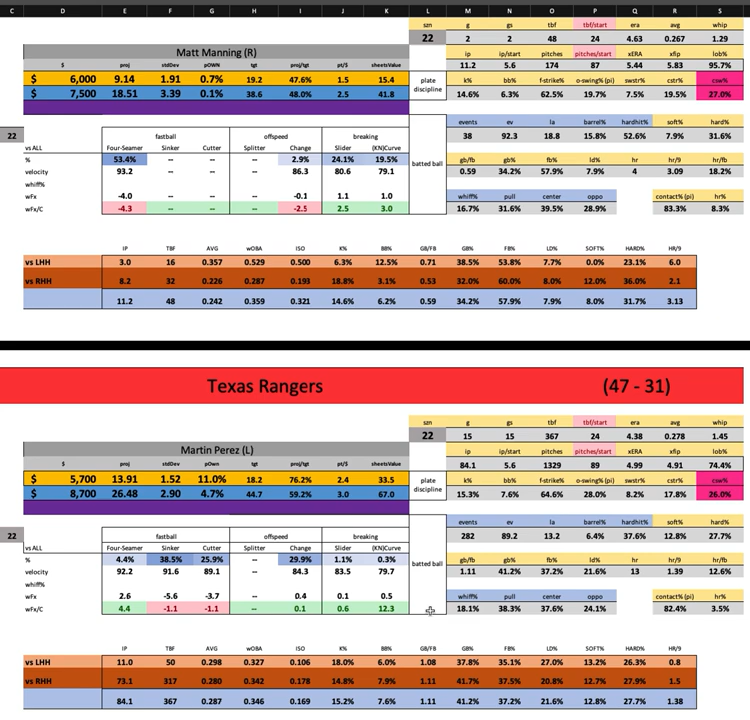 C D E F G H I J K L M N O P Q R S
szn g gs tbf tbf/start era avg whip
22 2 2 48 24 4.63 0.267 1.29
Matt Manning (R) ip ip/start pitches pitches/start xERA xfip lob%
$ proj stdDev pOWN tgt proj/tgt pt/$ sheetsValue 11.2 5.6 174 87 5.44 5.83 95.7%
$ 6,000 9.14 1.91 0.7% 19.2 47.6% 1.5 15.4 plate discipline k% bb% f-strike% o-swing% (pi) swstr% cstr% csw%
$ 7,500 18.51 3.39 0.1% 38.6 48.0% 2.5 41.8 14.6% 6.3% 62.5% 19.7% 7.5% 19.5% 27.0%
events ev la barrel% hardhit% soft% hard%
22 fastball offspeed breaking batted ball 38 92.3 18.8 15.8% 52.6% 7.9% 31.6%
vs ALL Four-Seamer Sinker Cutter Splitter Change Slider (KN)Curve
% 53.4% -- -- -- 2.9% 24.1% 19.5% gb/fb gb% fb% ld% hr hr/9 hr/fb
velocity 93.2 -- -- -- 86.3 80.6 79.1 0.59 34.2% 57.9% 7.9% 4 3.09 18.2%
whiff%
wFx -4.0 -- -- -- -0.1 1.1 1.0 whiff% pull center oppo contact% (pi) hr%
wFx/C -4.3 -- -- -- -2.5 2.5 3.0 16.7% 31.6% 39.5% 28.9% 83.3% 8.3%
IP TBF AVG wOBA ISO K% BB% GB/FB GB% FB% LD% SOFT% HARD% HR/9
vs LHH 3.0 16 0.357 0.529 0.500 6.3% 12.5% 0.71 38.5% 53.8% 7.7% 0.0% 23.1% 6.0
vs RHH 8.2 32 0.226 0.287 0.193 18.8% 3.1% 0.53 32.0% 60.0% 8.0% 12.0% 36.0% 2.1
11.2 48 0.242 0.359 0.321 14.6% 6.2% 0.59 34.2% 57.9% 7.9% 8.0% 31.7% 3.13
Texas Rangers (47 - 31)
szn g gs tbf tbf/start era avg whip
22 15 15 367 24 4.38 0.278 1.45
Martin Perez (L) ip ip/start pitches pitches/start xERA xfip lob%
$ proj stdDev pOwn tgt proj/tgt pt/$ sheetsValue 84.1 5.6 1329 89 4.99 4.91 74.4%
$ 5,700 13.91 1.52 11.0% 18.2 76.2% 2.4 33.5 plate discipline k% bb% f-strike% o-swing% (pi) swstr% cstr% csw%
$ 8,700 26.48 2.90 4.7% 44.7 59.2% 3.0 67.0 15.3% 7.6% 64.6% 28.0% 8.2% 17.8% 26.0%
events ev la barrel% hardhit% soft% hard%
22 fastball offspeed breaking batted ball 282 89.2 13.2 6.4% 37.6% 12.8% 27.7%
vs ALL Four-Seamer Sinker Cutter Splitter Change Slider (KN)Curve
% 4.4% 38.5% 25.9% -- 29.9% 1.1% 0.3% gb/fb gb% fb% ld% hr hr/9 hr/fb
velocity 92.2 91.6 89.1 -- 84.3 83.5 79.7 1.11 41.2% 37.2% 21.6% 13 1.39 12.6%
whiff%
wFx 2.6 -5.6 -3.7 -- 0.4 0.1 0.5 whiff% pull center oppo contact% (pi) hr%
wFx/C 4.4 -1.1 -1.1 -- 0.1 0.6 12.3 18.1% 38.3% 37.6% 24.1% 82.4% 3.5%
IP TBF AVG wOBA ISO K% BB% GB/FB GB% FB% LD% SOFT% HARD% HR/9
vs LHH 11.0 50 0.298 0.327 0.106 18.0% 6.0% 1.08 37.8% 35.1% 27.0% 13.2% 26.3% 0.8
vs RHH 73.1 317 0.280 0.342 0.178 14.8% 7.9% 1.11 41.7% 37.5% 20.8% 12.7% 27.9% 1.5
84.1 367 0.287 0.346 0.169 15.2% 7.6% 1.11 41.2% 37.2% 21.6% 12.8% 27.7% 1.38